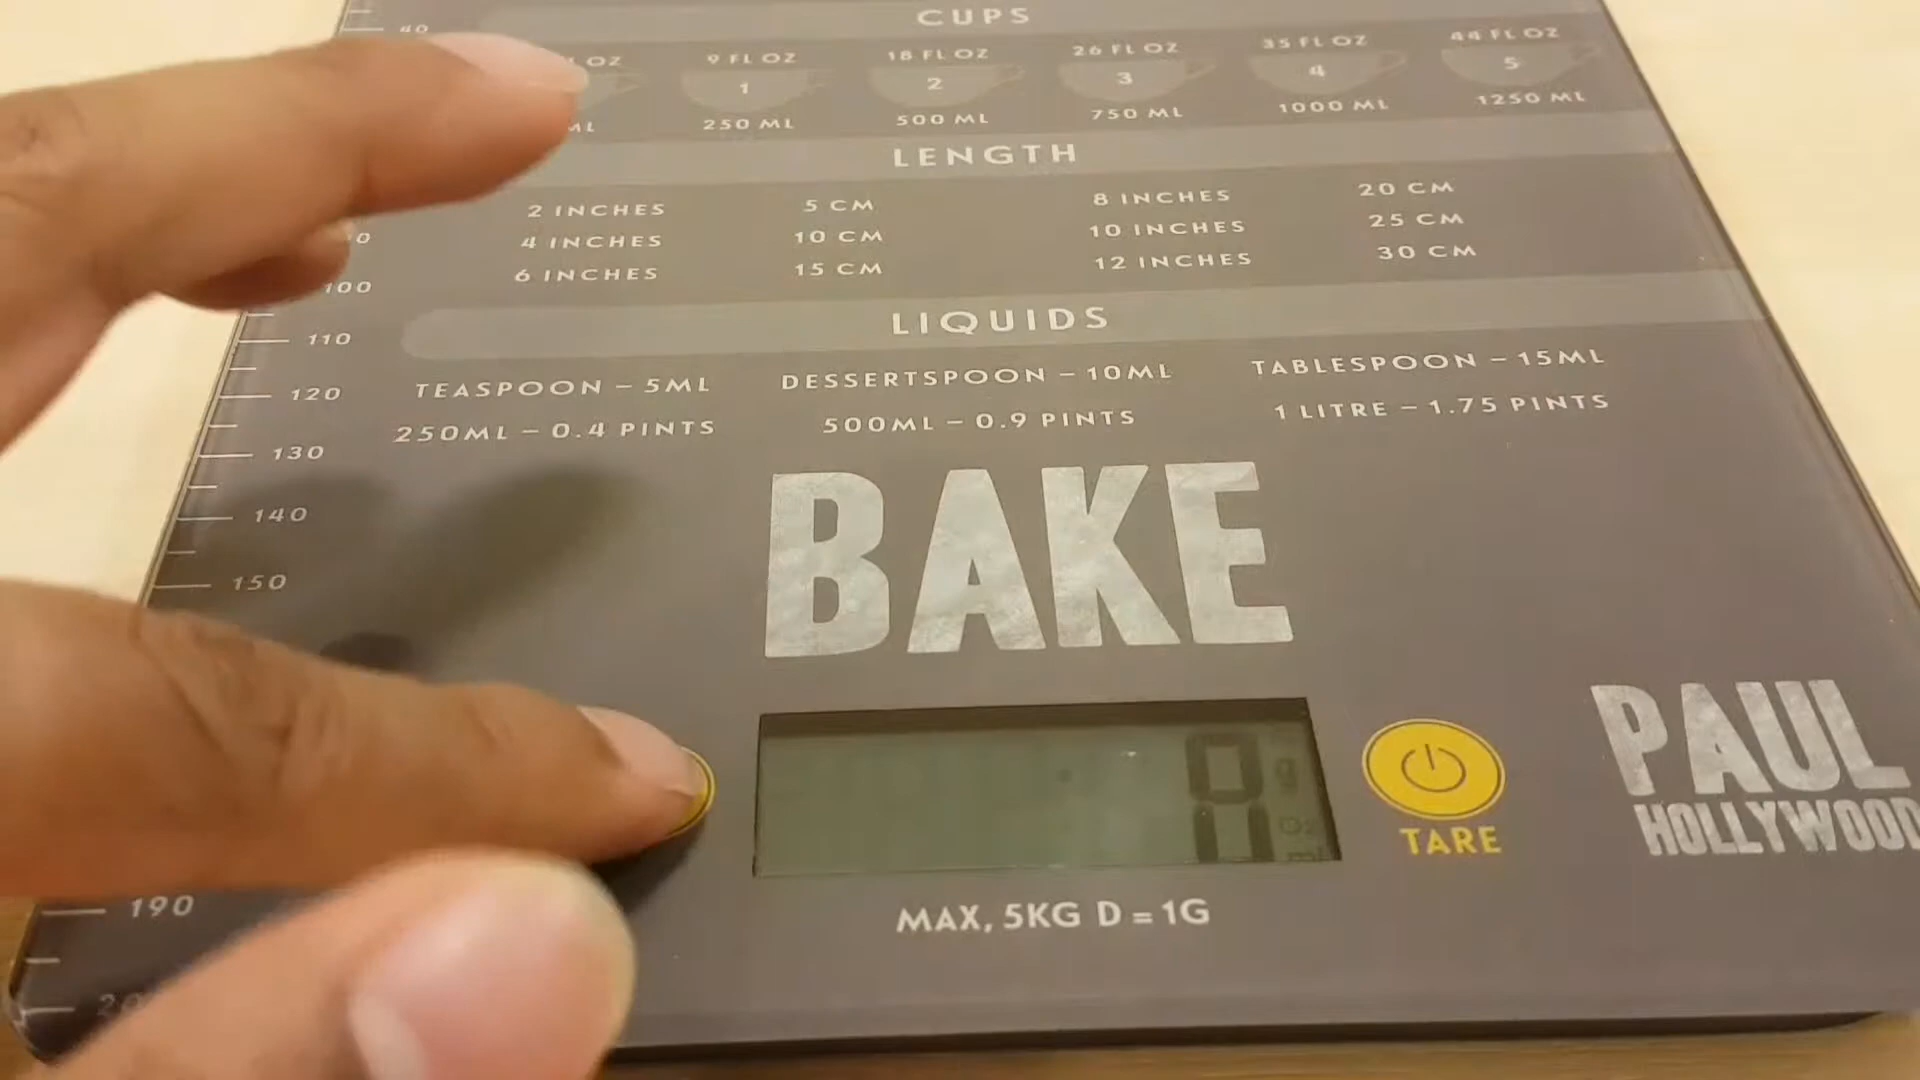 40
CUPS
OZ 9 FL OZ 18 FL OZ 26 FL OZ 35 FL OZ 44 FL OZ
1 2 3 4 5
ML 250 ML 500 ML 750 ML 1000 ML 1250 ML
LENGTH
2 INCHES 5 CM 8 INCHES 20 CM
4 INCHES 10 CM 10 INCHES 25 CM
6 INCHES 15 CM 12 INCHES 30 CM
100
LIQUIDS
110
TEASPOON – 5ML DESSERTSPOON – 10ML TABLESPOON – 15ML
120
250ML – 0.4 PINTS 500ML – 0.9 PINTS 1 LITRE – 1.75 PINTS
130
140
150
BAKE
PAUL
HOLLYWOOD
g
TARE
190
MAX, 5KG D = 1G